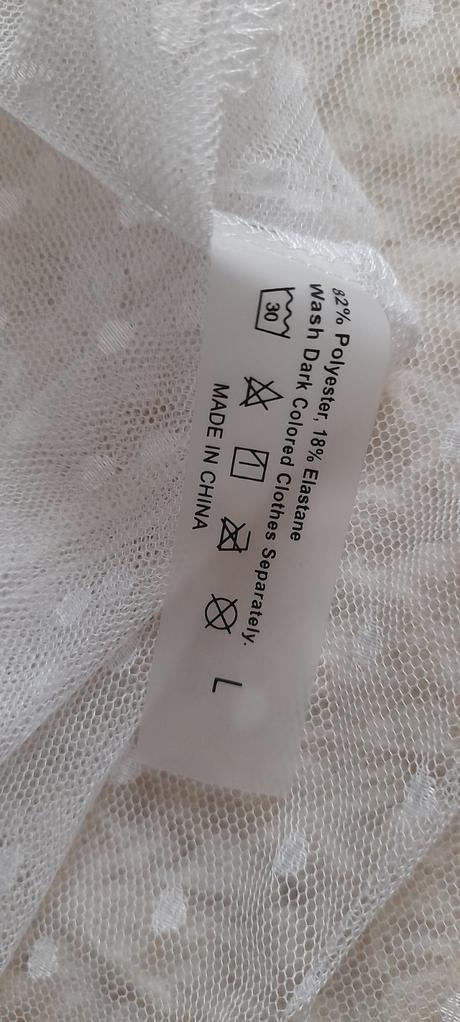 82% Polyester, 18% Elastane
Wash Dark Colored Clothes Separately.
30
L
MADE IN CHINA